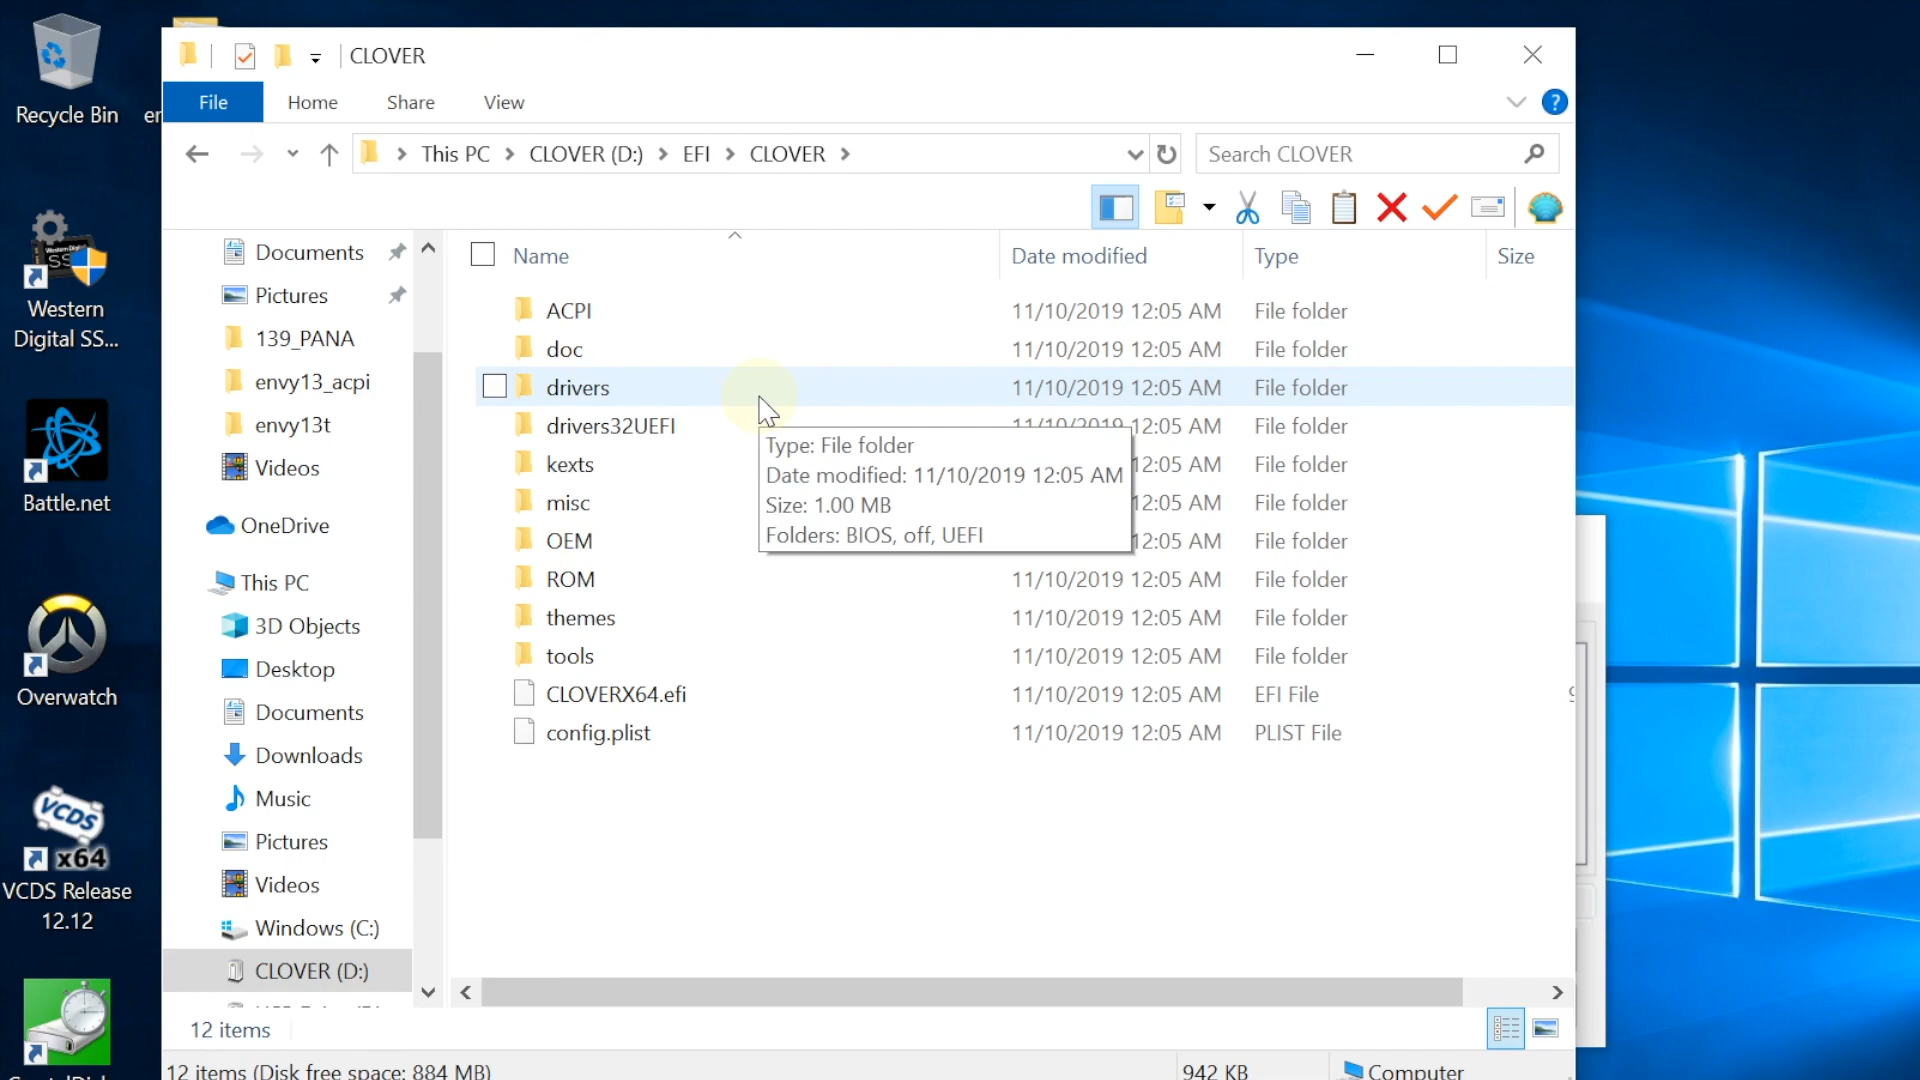 Recycle Bin
er
Western
Digital SS...
Battle.net
Overwatch
VCDS
x64
VCDS Release
12.12
CLOVER
File
Home
Share
View
?
This PC
CLOVER (D:)
EFI
CLOVER
Search CLOVER
Documents
Pictures
139_PANA
envy13_acpi
envy13t
Videos
OneDrive
This PC
3D Objects
Desktop
Documents
Downloads
Music
Pictures
Videos
Windows (C:)
CLOVER (D:)
Name Date modified Type Size
ACPI 11/10/2019 12:05 AM File folder
doc 11/10/2019 12:05 AM File folder
drivers 11/10/2019 12:05 AM File folder
drivers32UEFI 11/10/2019 12:05 AM File folder
kexts 12:05 AM File folder
misc 12:05 AM File folder
OEM 12:05 AM File folder
ROM 11/10/2019 12:05 AM File folder
themes 11/10/2019 12:05 AM File folder
tools 11/10/2019 12:05 AM File folder
CLOVERX64.efi 11/10/2019 12:05 AM EFI File
config.plist 11/10/2019 12:05 AM PLIST File
Type: File folder
Date modified: 11/10/2019 12:05 AM
Size: 1.00 MB
Folders: BIOS, off, UEFI
12 items
12 items (Disk free space: 884 MB) 942 KB Computer